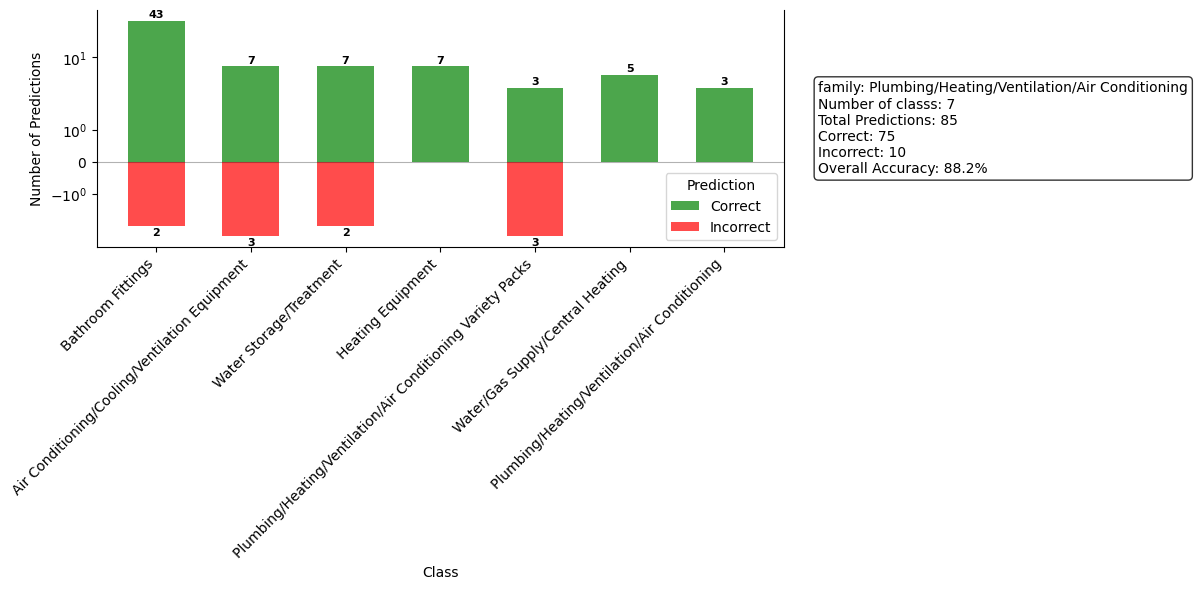 43
7
7
7
3
5
3
10¹
10⁰
0
−10⁰
Number of Predictions
2
3
2
3
Prediction
Correct
Incorrect
Bathroom Fittings
Air Conditioning/Cooling/Ventilation Equipment
Water Storage/Treatment
Heating Equipment
Plumbing/Heating/Ventilation/Air Conditioning Variety Packs
Water/Gas Supply/Central Heating
Plumbing/Heating/Ventilation/Air Conditioning
Class
family: Plumbing/Heating/Ventilation/Air Conditioning
Number of classs: 7
Total Predictions: 85
Correct: 75
Incorrect: 10
Overall Accuracy: 88.2%